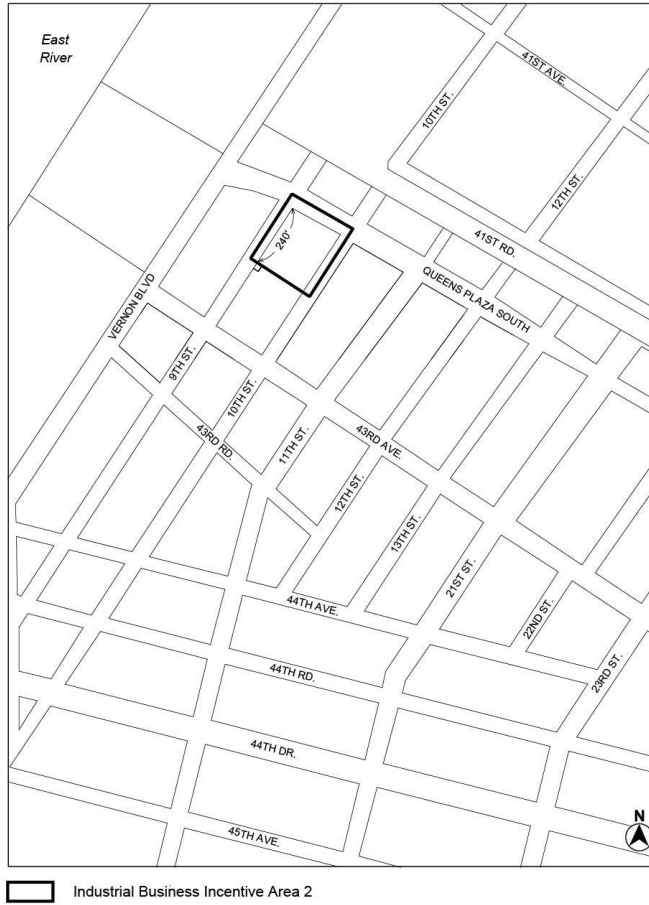 East
River
41ST AVE.
10TH ST.
12TH ST.
41ST RD.
240'
QUEENS PLAZA SOUTH
VERNON BLVD
9TH ST.
10TH ST.
43RD RD.
11TH ST.
43RD AVE.
12TH ST.
13TH ST.
21ST ST.
22ND ST.
23RD ST.
44TH AVE.
44TH RD.
44TH DR.
45TH AVE.
N
Industrial Business Incentive Area 2